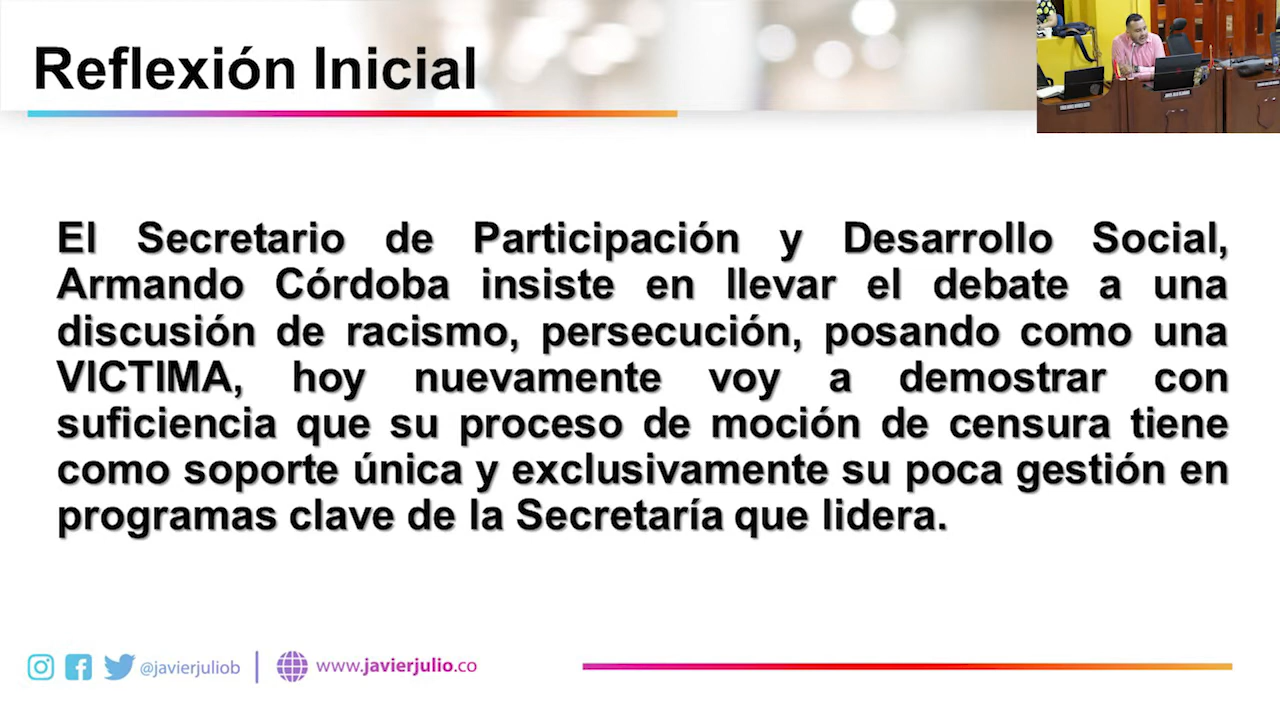 Reflexión Inicial
El Secretario de Participación y Desarrollo Social,
Armando Córdoba insiste en llevar el debate a una
discusión de racismo, persecución, posando como una
VICTIMA, hoy nuevamente voy a demostrar con
suficiencia que su proceso de moción de censura tiene
como soporte única y exclusivamente su poca gestión en
programas clave de la Secretaría que lidera.
@javierjuliob | www.javierjulio.co